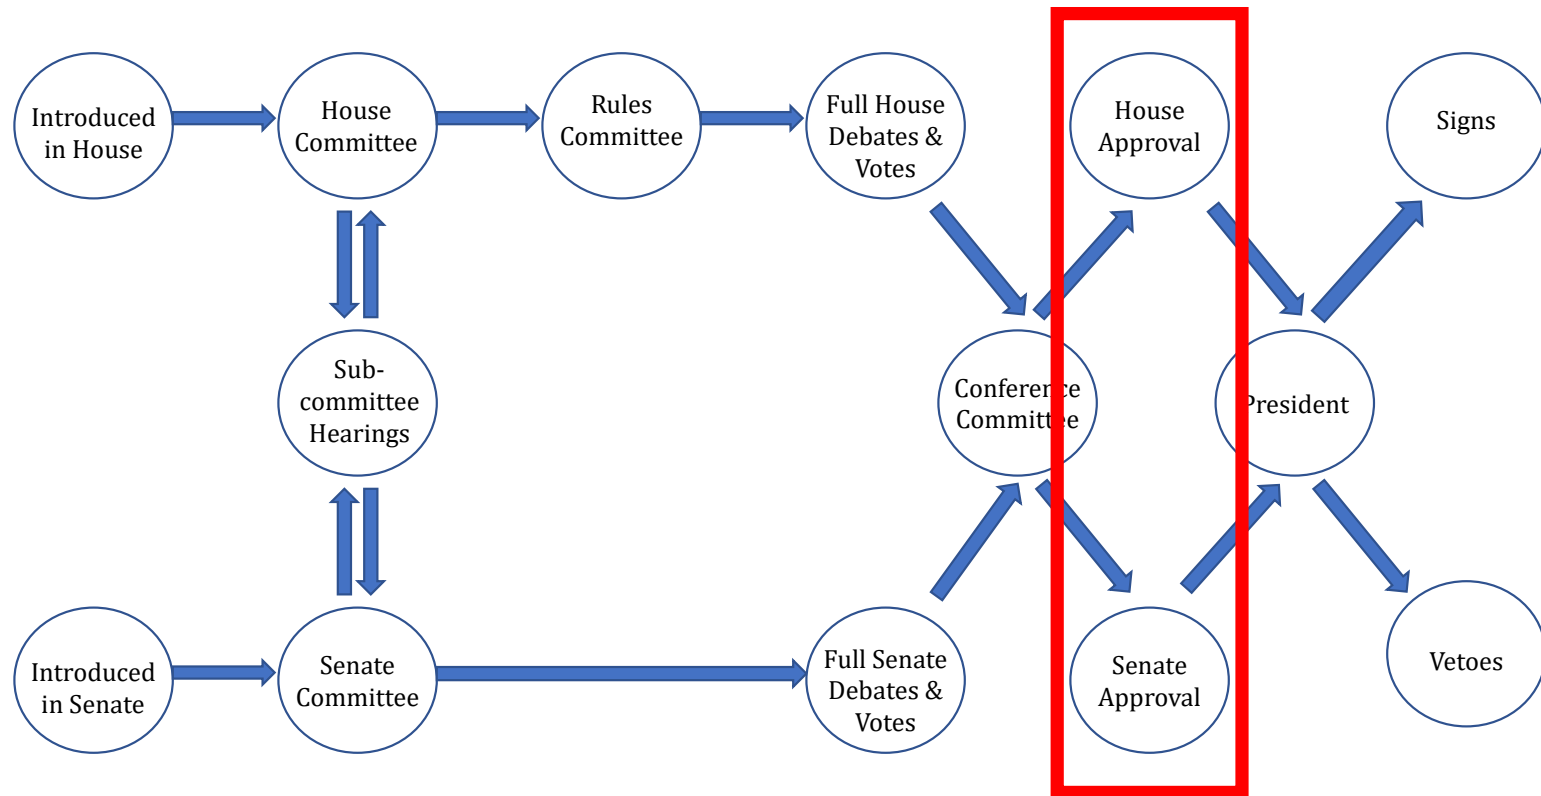 Introduced
in House
House
Committee
Rules
Committee
Full House
Debates &
Votes
House
Approval
Signs
Sub-
committee
Hearings
Conference
Committee
President
Introduced
in Senate
Senate
Committee
Full Senate
Debates &
Votes
Senate
Approval
Vetoes